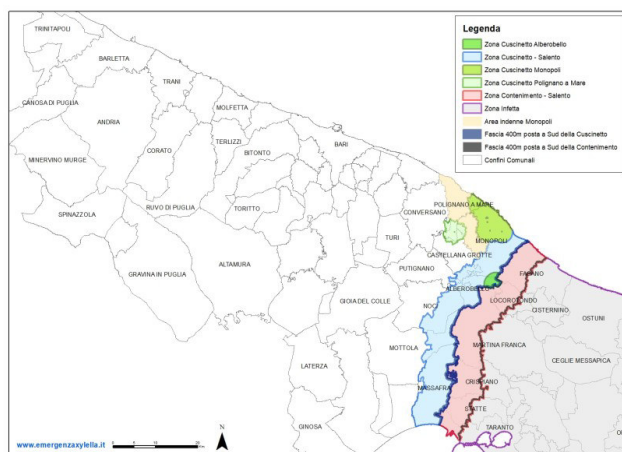 TRINITAPOLI
BARLETTA
TRANI
CANOSA DI PUGLIA
ANDRIA
MOLFETTA
BARI
TERLIZZI
BITONTO
CORATO
MINERVINO MURGE
RUVO DI PUGLIA
TORITTO
SPINAZZOLA
ALTAMURA
GRAVINA IN PUGLIA
POLIGNANO A MARE
CONVERSANO
TURI
MONOPOLI
CASTELLANA GROTTE
PUTIGNANO
FASANO
ALBEROBELLO
LOCOROTONDO
GIOIA DEL COLLE
NOCI
CISTERNINO
OSTUNI
MOTTOLA
MARTINA FRANCA
CEGLIE MESSAPICA
LATERZA
MASSAFRA
CRISPIANO
STATTE
GINOSA
TARANTO
Legenda
Zona Cuscinetto Alberobello
Zona Cuscinetto - Salento
Zona Cuscinetto Monopoli
Zona Cuscinetto Polignano a Mare
Zona Contenimento - Salento
Zona Infetta
Area Indenne Monopoli
Fascia 400m posta a Sud della Cuscinetto
Fascia 400m posta a Sud della Contenimento
Confini Comunali
www.emergenzaxylella.it
N